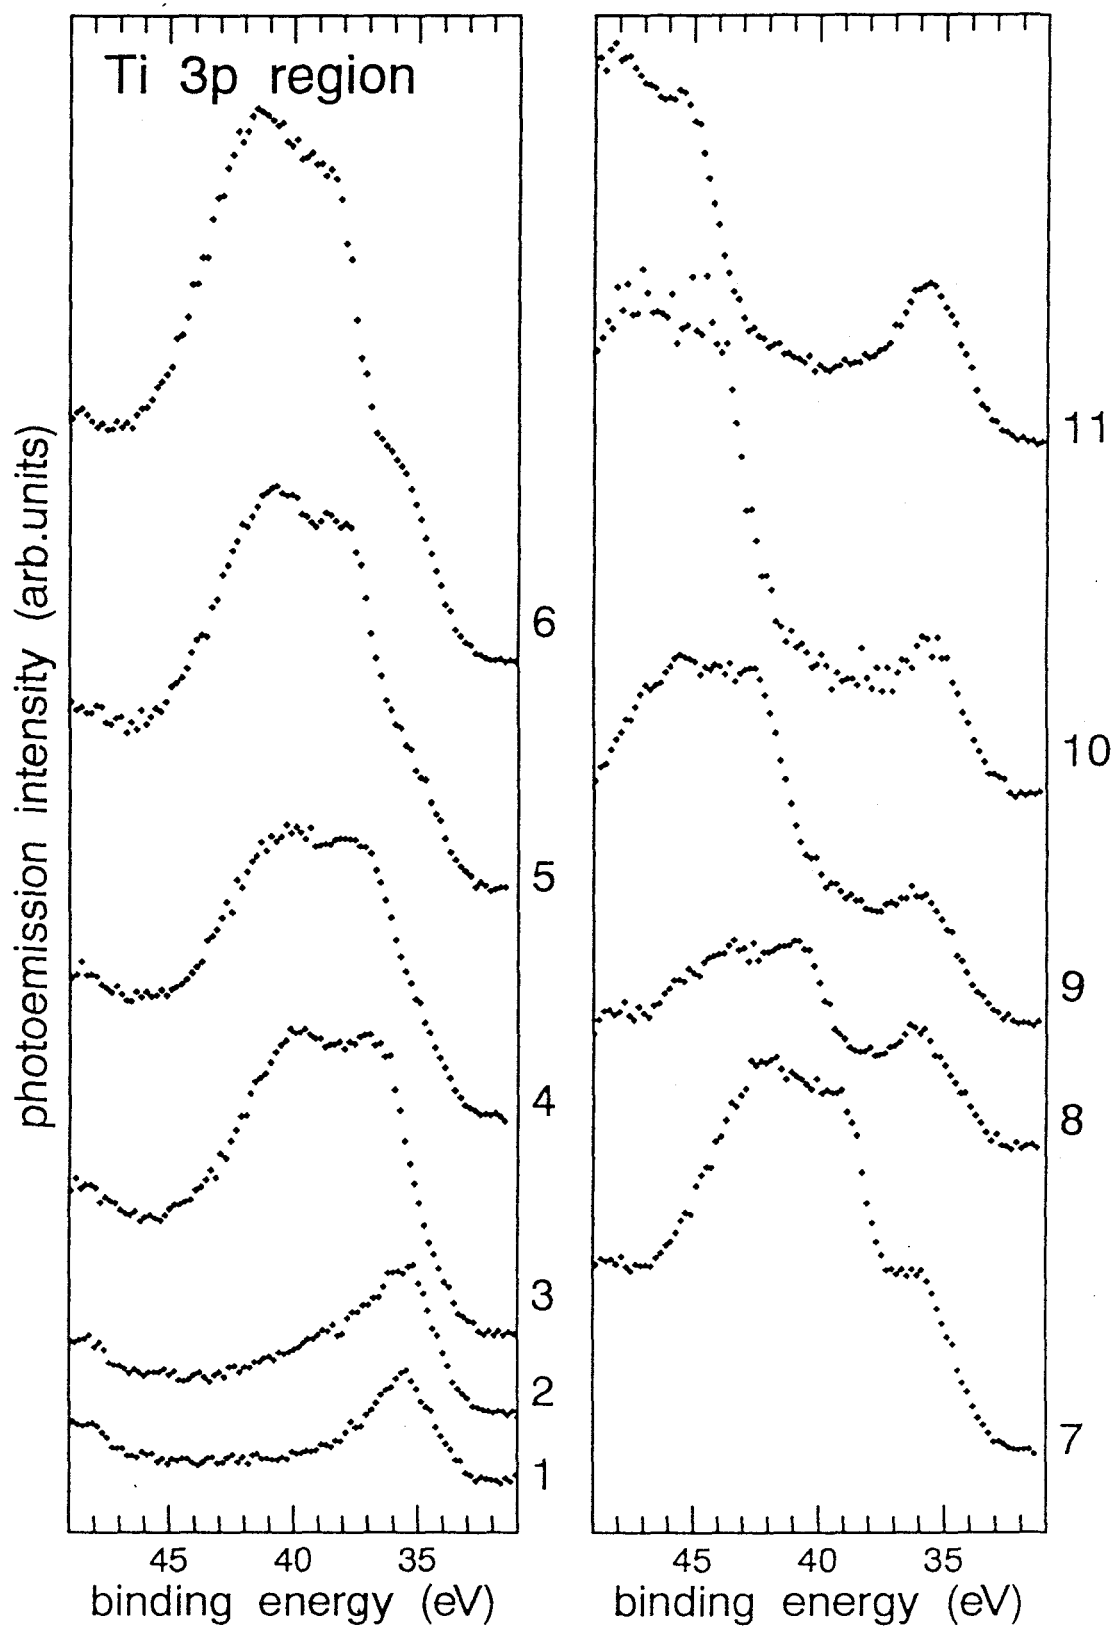 Ti 3p region
photoemission intensity (arb.units)
6
5
4
3
2
1
45 40 35
binding energy (eV)
11
10
9
8
7
45 40 35
binding energy (eV)